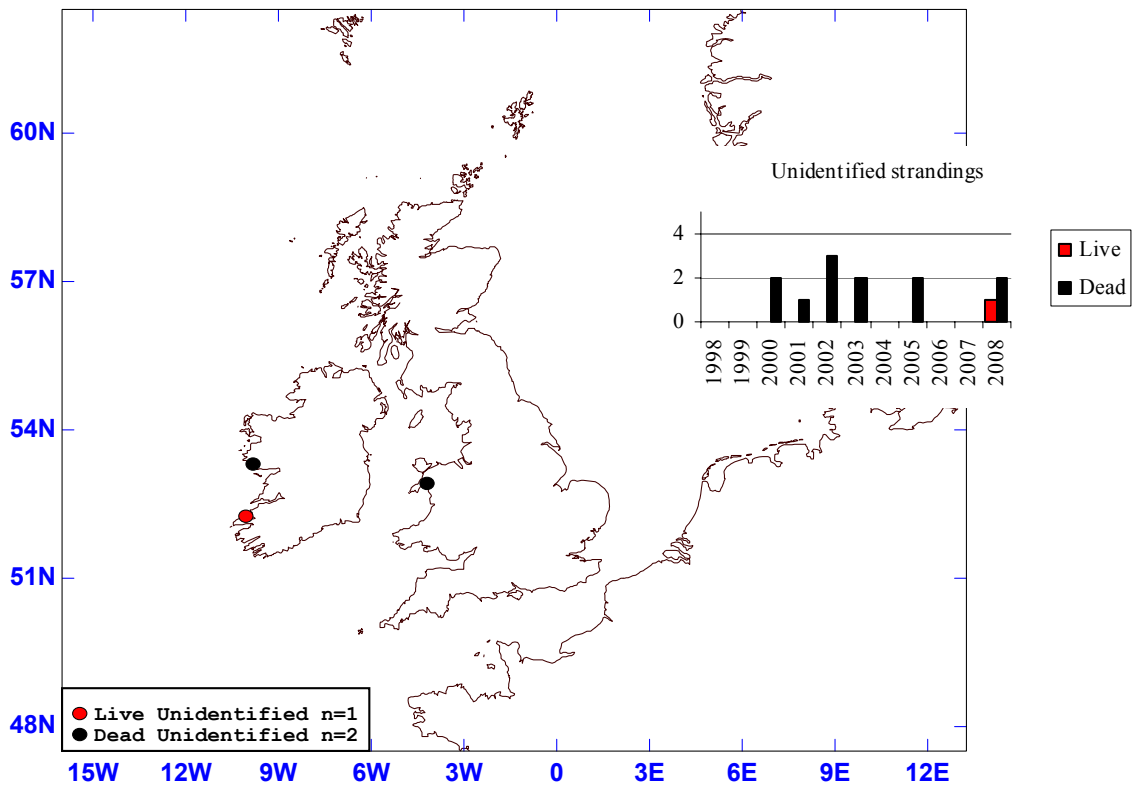 60N
57N
54N
51N
48N
15W 12W 9W 6W 3W 0 3E 6E 9E 12E
Unidentified strandings
4
2
0
1998 1999 2000 2001 2002 2003 2004 2005 2006 2007 2008
Live
Dead
Live Unidentified n=1
Dead Unidentified n=2